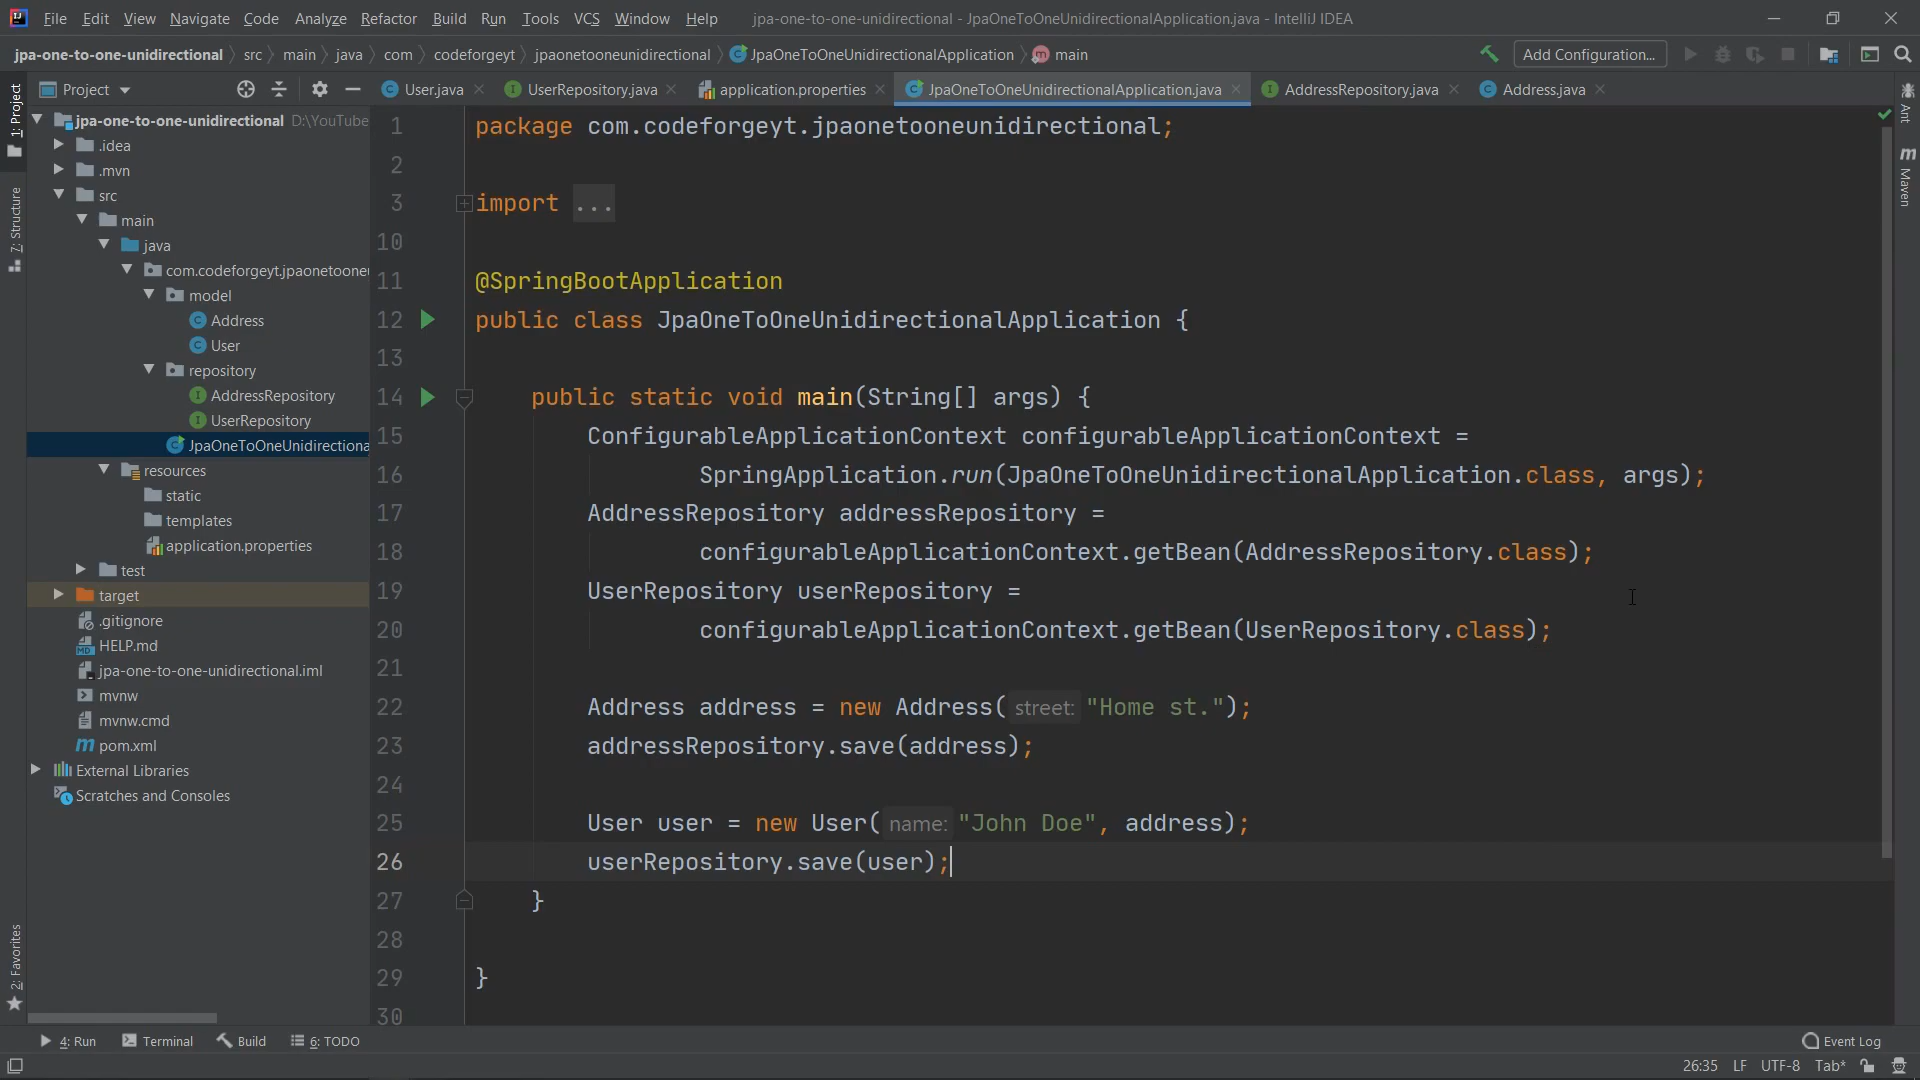 File Edit View Navigate Code Analyze Refactor Build Run Tools VCS Window Help jpa-one-to-one-unidirectional - JpaOneToOneUnidirectionalApplication.java - IntelliJ IDEA
jpa-one-to-one-unidirectional src main java com codeforgeyt jpaonetooneunidirectional JpaOneToOneUnidirectionalApplication main Add Configuration...
Project
User.java UserRepository.java application.properties JpaOneToOneUnidirectionalApplication.java AddressRepository.java Address.java
1: Project
7: Structure
2: Favorites
jpa-one-to-one-unidirectional D:\YouTube
.idea
.mvn
src
main
java
com.codeforgeyt.jpaonetoone
model
Address
User
repository
AddressRepository
UserRepository
JpaOneToOneUnidirectiona
resources
static
templates
application.properties
test
target
.gitignore
HELP.md
jpa-one-to-one-unidirectional.iml
mvnw
mvnw.cmd
pom.xml
External Libraries
Scratches and Consoles
1 package com.codeforgeyt.jpaonetooneunidirectional;
2
3 import ...
10
11 @SpringBootApplication
12 public class JpaOneToOneUnidirectionalApplication {
13
14 public static void main(String[] args) {
15 ConfigurableApplicationContext configurableApplicationContext =
16 SpringApplication.run(JpaOneToOneUnidirectionalApplication.class, args);
17 AddressRepository addressRepository =
18 configurableApplicationContext.getBean(AddressRepository.class);
19 UserRepository userRepository =
20 configurableApplicationContext.getBean(UserRepository.class);
21
22 Address address = new Address( street: "Home st.");
23 addressRepository.save(address);
24
25 User user = new User( name: "John Doe", address);
26 userRepository.save(user);
27 }
28
29 }
30
Ant
Maven
4: Run Terminal Build 6: TODO Event Log
26:35 LF UTF-8 Tab*